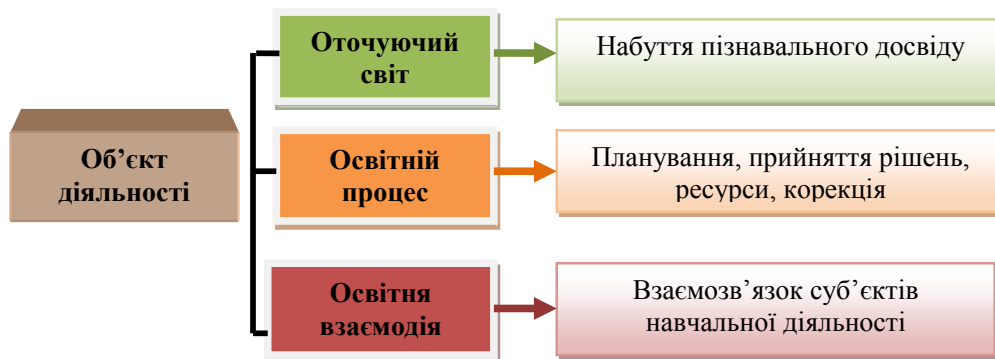 Об’єкт
діяльності
Оточуючий
світ
Набуття пізнавального досвіду
Освітній
процес
Планування, прийняття рішень,
ресурси, корекція
Освітня
взаємодія
Взаємозв’язок суб’єктів
навчальної діяльності